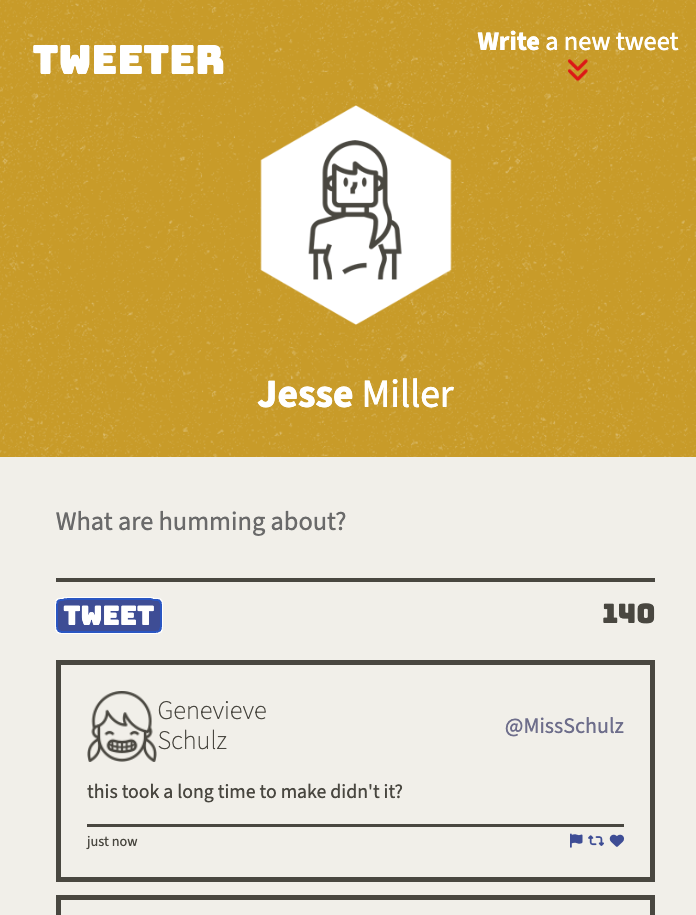 TWEETER
Write a new tweet
Jesse Miller
What are humming about?
TWEET
140
Genevieve
Schulz
@MissSchulz
this took a long time to make didn't it?
just now